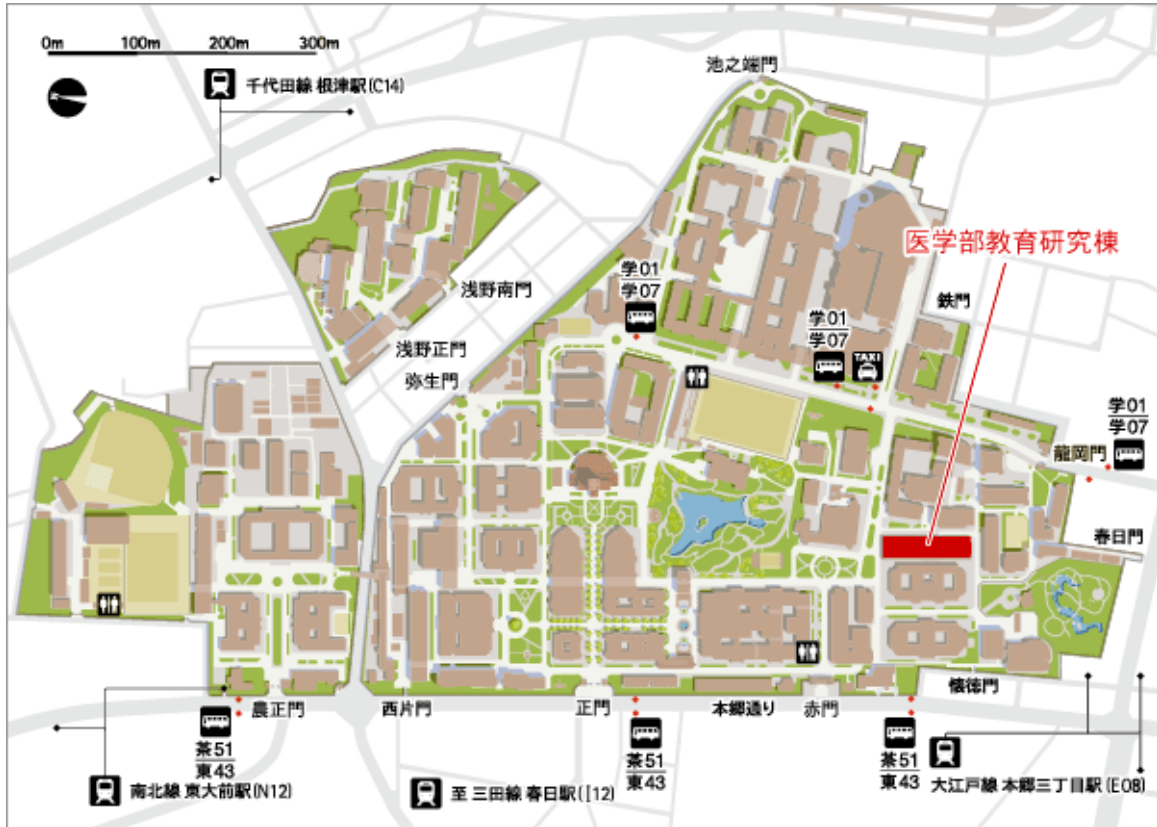 0m 100m 200m 300m
千代田線 根津駅(C14)
池之端門
医学部教育研究棟
学01
学07
鉄門
浅野南門
学01
学07
TAXI
浅野正門
弥生門
学01
学07
龍岡門
春日門
懐徳門
農正門
西片門
正門
本郷通り
赤門
茶51
東43
茶51
東43
茶51
東43
南北線 東大前駅(N12)
至 三田線 春日駅(I12)
大江戸線 本郷三丁目駅(E08)